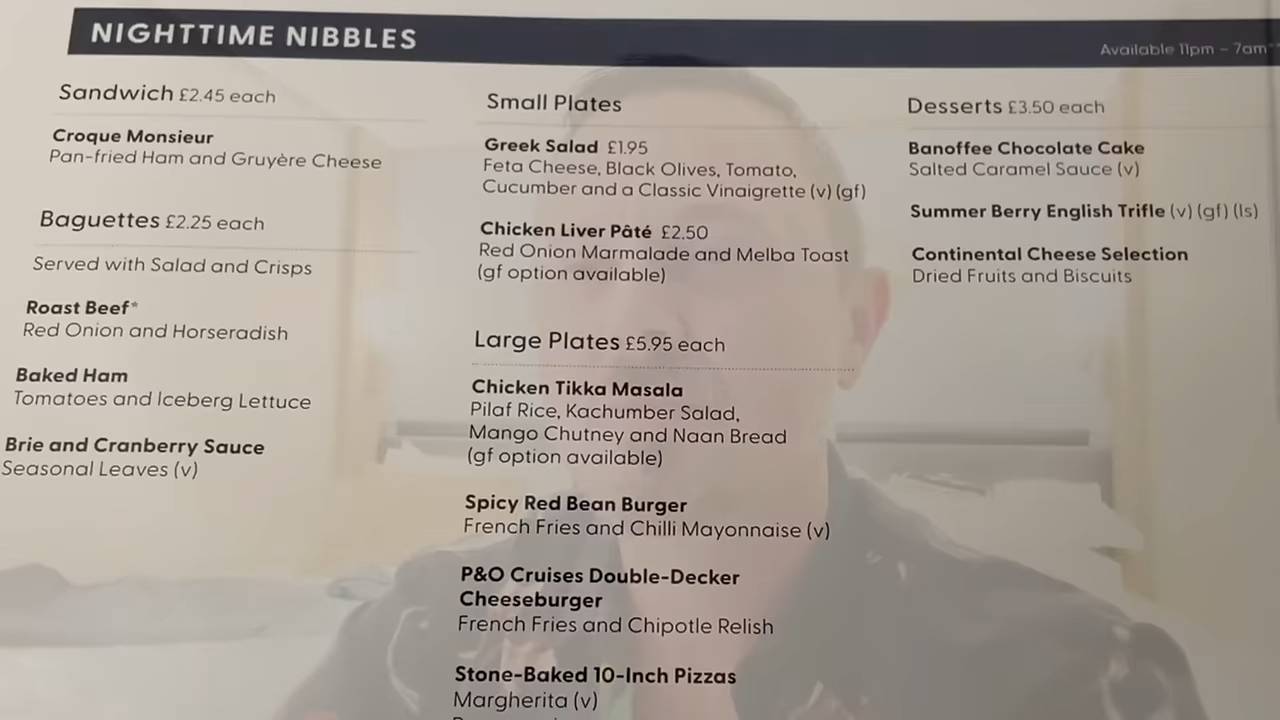 NIGHTTIME NIBBLES
Available 11pm – 7am
Sandwich £2.45 each
Croque Monsieur
Pan-fried Ham and Gruyère Cheese
Baguettes £2.25 each
Served with Salad and Crisps
Roast Beef*
Red Onion and Horseradish
Baked Ham
Tomatoes and Iceberg Lettuce
Brie and Cranberry Sauce
Seasonal Leaves (v)
Small Plates
Greek Salad £1.95
Feta Cheese, Black Olives, Tomato,
Cucumber and a Classic Vinaigrette (v) (gf)
Chicken Liver Pâté £2.50
Red Onion Marmalade and Melba Toast
(gf option available)
Large Plates £5.95 each
Chicken Tikka Masala
Pilaf Rice, Kachumber Salad,
Mango Chutney and Naan Bread
(gf option available)
Spicy Red Bean Burger
French Fries and Chilli Mayonnaise (v)
P&O Cruises Double-Decker
Cheeseburger
French Fries and Chipotle Relish
Stone-Baked 10-Inch Pizzas
Margherita (v)
Desserts £3.50 each
Banoffee Chocolate Cake
Salted Caramel Sauce (v)
Summer Berry English Trifle (v) (gf) (ls)
Continental Cheese Selection
Dried Fruits and Biscuits